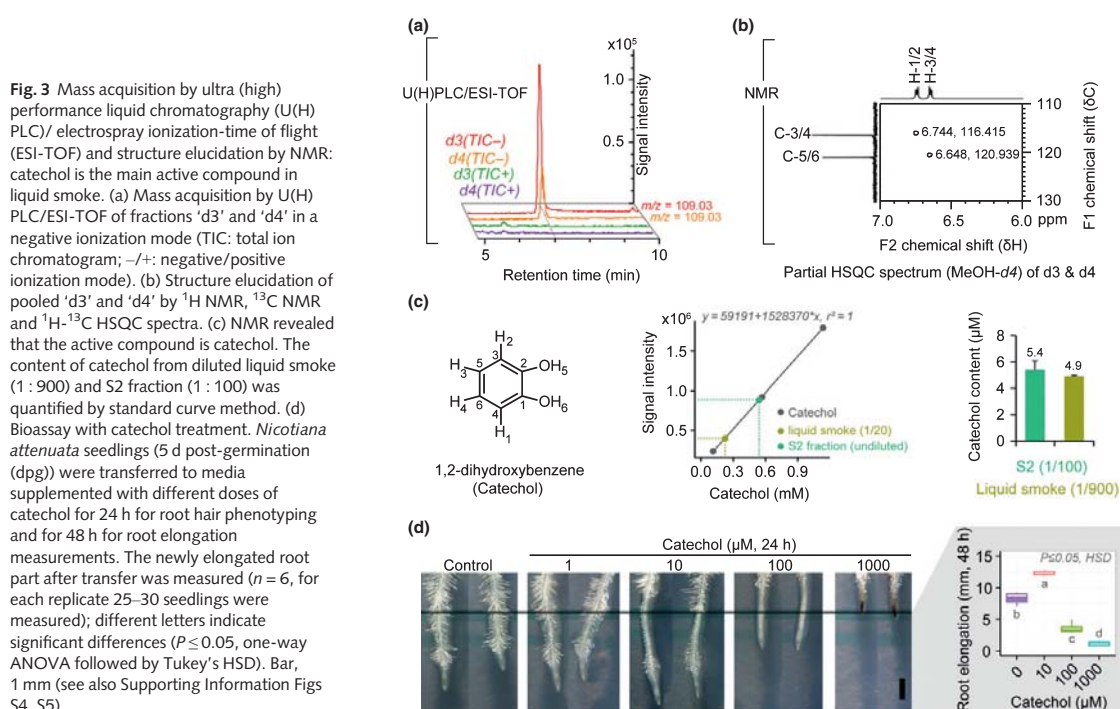 Fig. 3 Mass acquisition by ultra (high)
performance liquid chromatography (U(H)
PLC)/ electrospray ionization-time of flight
(ESI-TOF) and structure elucidation by NMR:
catechol is the main active compound in
liquid smoke. (a) Mass acquisition by U(H)
PLC/ESI-TOF of fractions ‘d3’ and ‘d4’ in a
negative ionization mode (TIC: total ion
chromatogram; –/+: negative/positive
ionization mode). (b) Structure elucidation of
pooled ‘d3’ and ‘d4’ by ¹H NMR, ¹³C NMR
and ¹H-¹³C HSQC spectra. (c) NMR revealed
that the active compound is catechol. The
content of catechol from diluted liquid smoke
(1 : 900) and S2 fraction (1 : 100) was
quantified by standard curve method. (d)
Bioassay with catechol treatment. Nicotiana
attenuata seedlings (5 d post-germination
(dpg)) were transferred to media
supplemented with different doses of
catechol for 24 h for root hair phenotyping
and for 48 h for root elongation
measurements. The newly elongated root
part after transfer was measured (n = 6, for
each replicate 25–30 seedlings were
measured); different letters indicate
significant differences (P ≤ 0.05, one-way
ANOVA followed by Tukey’s HSD). Bar,
1 mm (see also Supporting Information Figs
S4, S5)
(a)
U(H)PLC/ESI-TOF
x10⁵
1.0
0.5
Signal intensity
d3(TIC–)
d4(TIC–)
d3(TIC+)
d4(TIC+)
m/z = 109.03
m/z = 109.03
5
10
Retention time (min)
(b)
NMR
H-1/2
H-3/4
C-3/4
C-5/6
6.744, 116.415
6.648, 120.939
110
120
130
ppm
F1 chemical shift (δC)
7.0
6.5
6.0
F2 chemical shift (δH)
Partial HSQC spectrum (MeOH-d4) of d3 & d4
(c)
H₂
H₃
5
3
2
OH₅
H₄
6
4
1
OH₆
H₁
1,2-dihydroxybenzene
(Catechol)
x10⁶
y = 59191+1528370*x, r² = 1
1.5
1.0
0.5
Signal intensity
Catechol
liquid smoke (1/20)
S2 fraction (undiluted)
0.0
0.3
0.6
0.9
Catechol (mM)
Catechol content (µM)
8
6
4
2
0
5.4
4.9
S2 (1/100)
Liquid smoke (1/900)
(d)
Catechol (µM, 24 h)
Control
1
10
100
1000
Root elongation (mm, 48 h)
P≤0.05, HSD
15
10
5
0
b
a
c
d
0
10
100
1000
Catechol (µM)